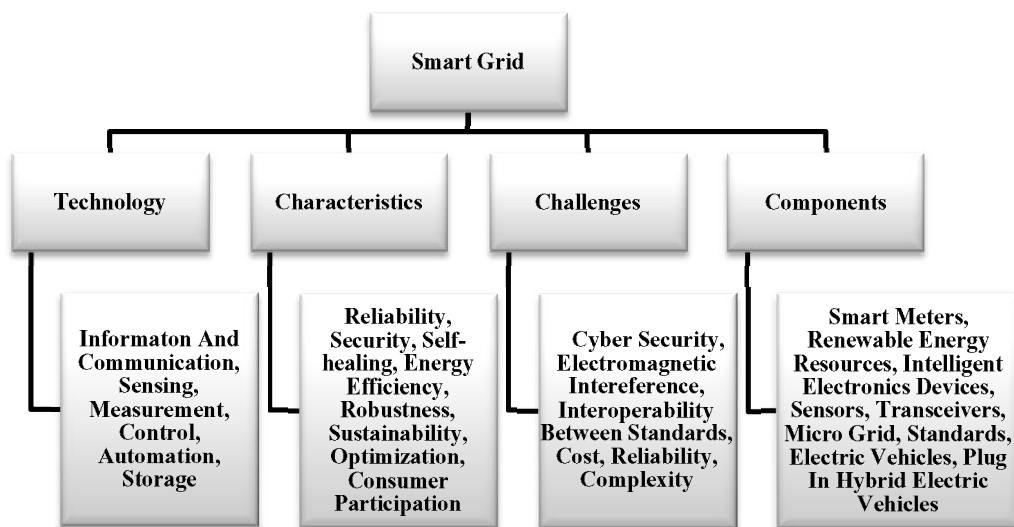 Smart Grid
Technology
Characteristics
Challenges
Components
Informaton And
Communication,
Sensing,
Measurement,
Control,
Automation,
Storage
Reliability,
Security, Self-
healing, Energy
Efficiency,
Robustness,
Sustainability,
Optimization,
Consumer
Participation
Cyber Security,
Electromagnetic
Intereference,
Interoperability
Between Standards,
Cost, Reliability,
Complexity
Smart Meters,
Renewable Energy
Resources, Intelligent
Electronics Devices,
Sensors, Transceivers,
Micro Grid, Standards,
Electric Vehicles, Plug
In Hybrid Electric
Vehicles